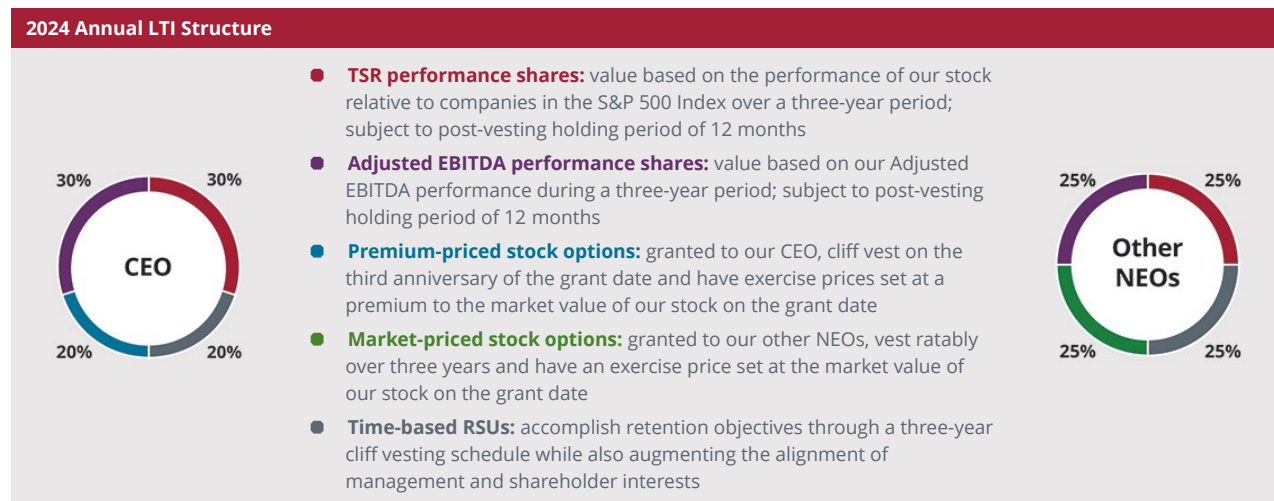 2024 Annual LTI Structure
30%
30%
CEO
20%
20%
TSR performance shares: value based on the performance of our stock
relative to companies in the S&P 500 Index over a three-year period;
subject to post-vesting holding period of 12 months
Adjusted EBITDA performance shares: value based on our Adjusted
EBITDA performance during a three-year period; subject to post-vesting
holding period of 12 months
Premium-priced stock options: granted to our CEO, cliff vest on the
third anniversary of the grant date and have exercise prices set at a
premium to the market value of our stock on the grant date
Market-priced stock options: granted to our other NEOs, vest ratably
over three years and have an exercise price set at the market value of
our stock on the grant date
Time-based RSUs: accomplish retention objectives through a three-year
cliff vesting schedule while also augmenting the alignment of
management and shareholder interests
25%
25%
Other
NEOs
25%
25%